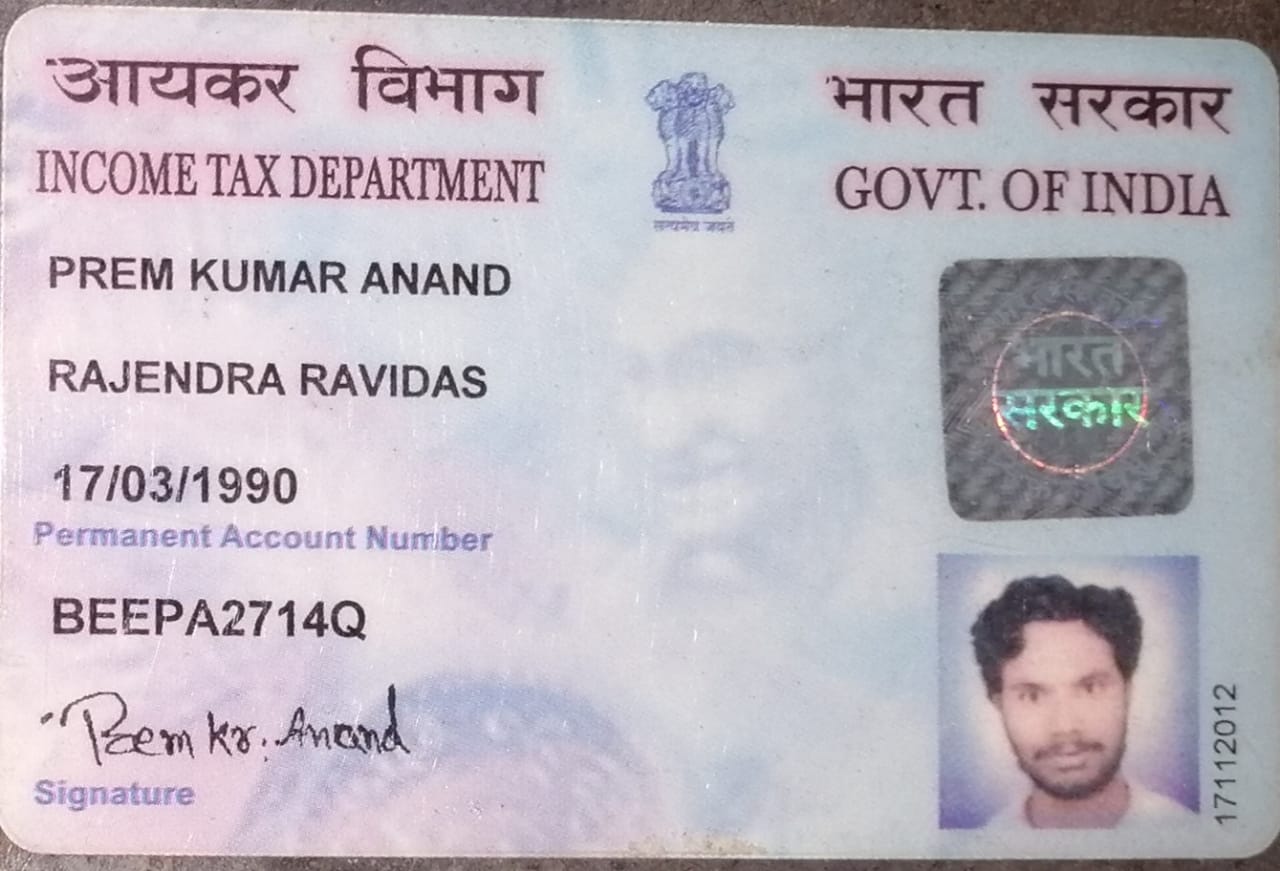 आयकर विभाग
भारत सरकार
INCOME TAX DEPARTMENT
GOVT. OF INDIA
सत्यमेव जयते
PREM KUMAR ANAND
RAJENDRA RAVIDAS
17/03/1990
Permanent Account Number
BEEPA2714Q
Prem kr. Anand
Signature
भारत
सरकार
17112012